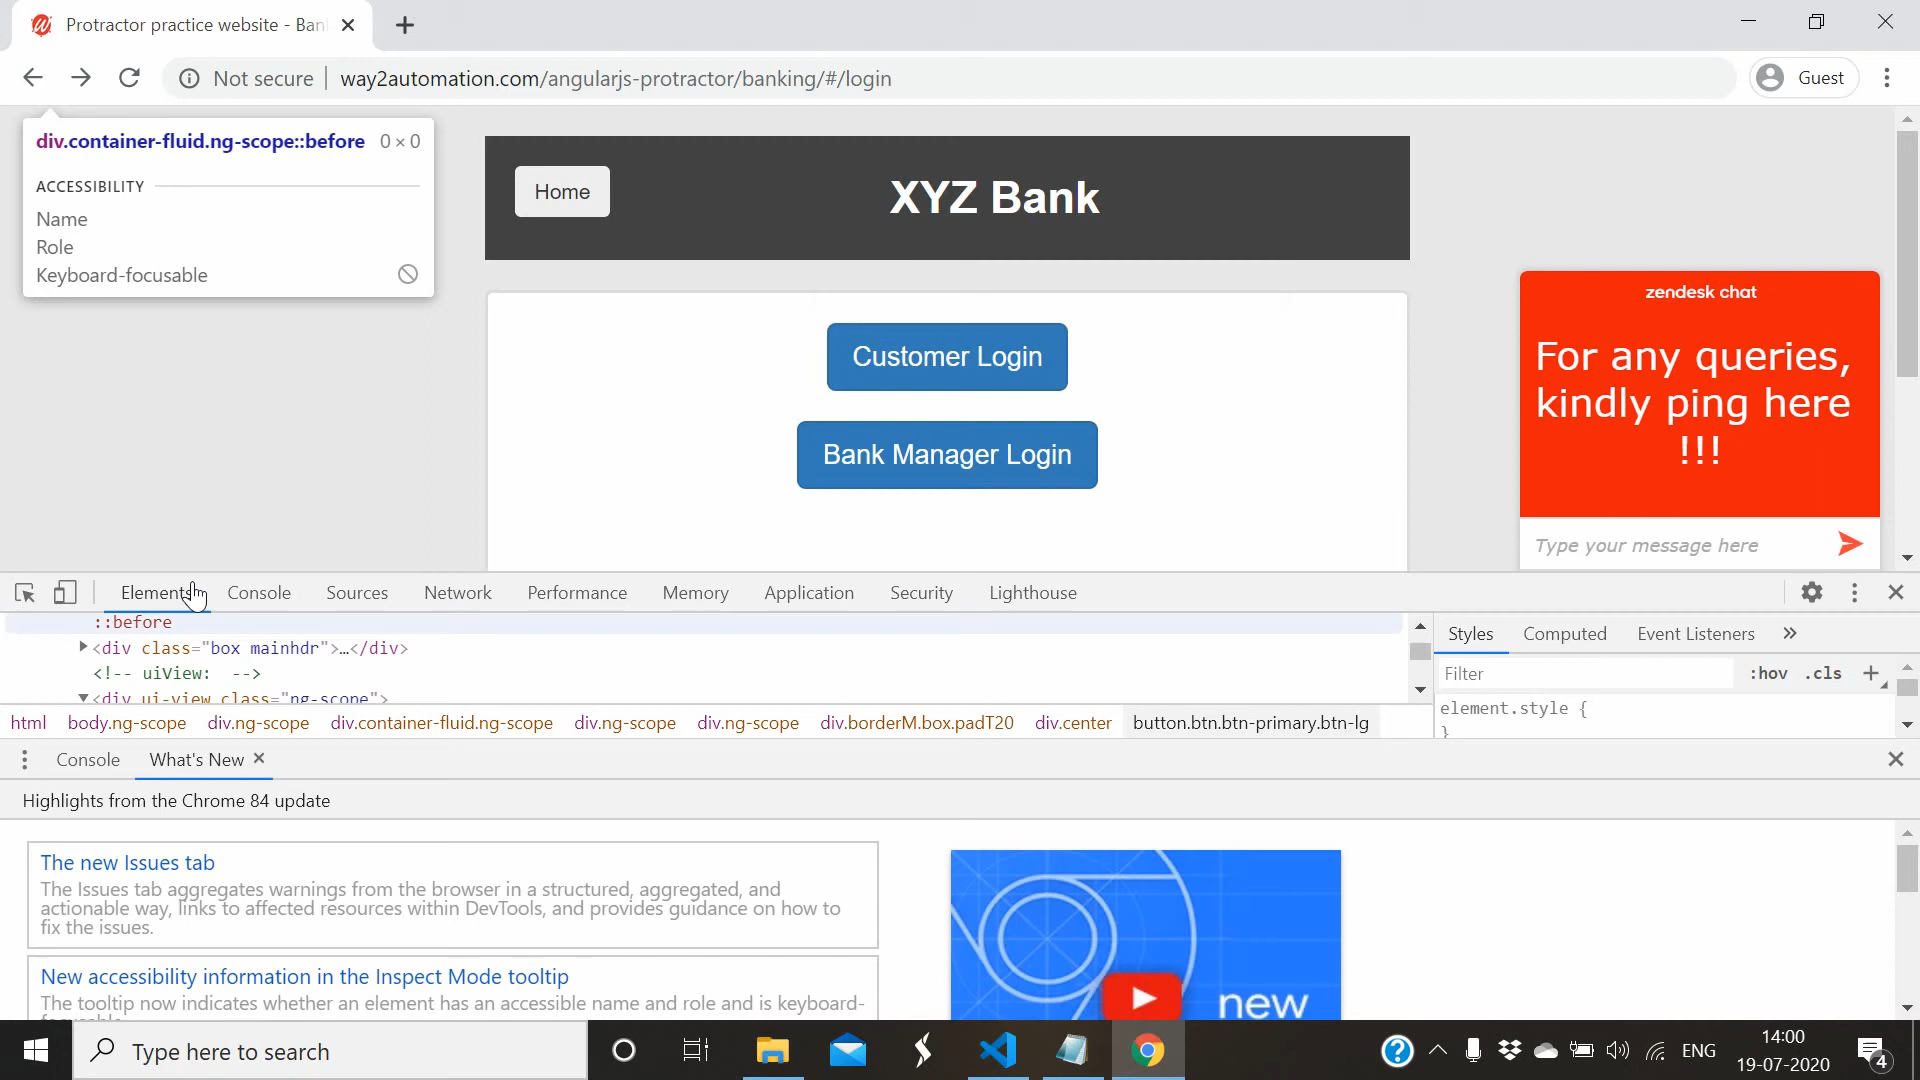 Protractor practice website - Ban
Not secure
way2automation.com/angularjs-protractor/banking/#/login
Guest
div.container-fluid.ng-scope::before 0 × 0
ACCESSIBILITY
Name
Role
Keyboard-focusable
Home
XYZ Bank
Customer Login
Bank Manager Login
zendesk chat
For any queries,
kindly ping here
!!!
Type your message here
Elements Console Sources Network Performance Memory Application Security Lighthouse
::before
<div class="box mainhdr">…</div>
<!-- uiView: -->
<div ui-view class="ng-scope">
html body.ng-scope div.ng-scope div.container-fluid.ng-scope div.ng-scope div.ng-scope div.borderM.box.padT20 div.center button.btn.btn-primary.btn-lg
Styles Computed Event Listeners »
Filter :hov .cls +
element.style {
}
Console What's New
Highlights from the Chrome 84 update
The new Issues tab
The Issues tab aggregates warnings from the browser in a structured, aggregated, and
actionable way, links to affected resources within DevTools, and provides guidance on how to
fix the issues.
New accessibility information in the Inspect Mode tooltip
The tooltip now indicates whether an element has an accessible name and role and is keyboard-
focusable.
new
Type here to search
ENG
14:00
19-07-2020
4